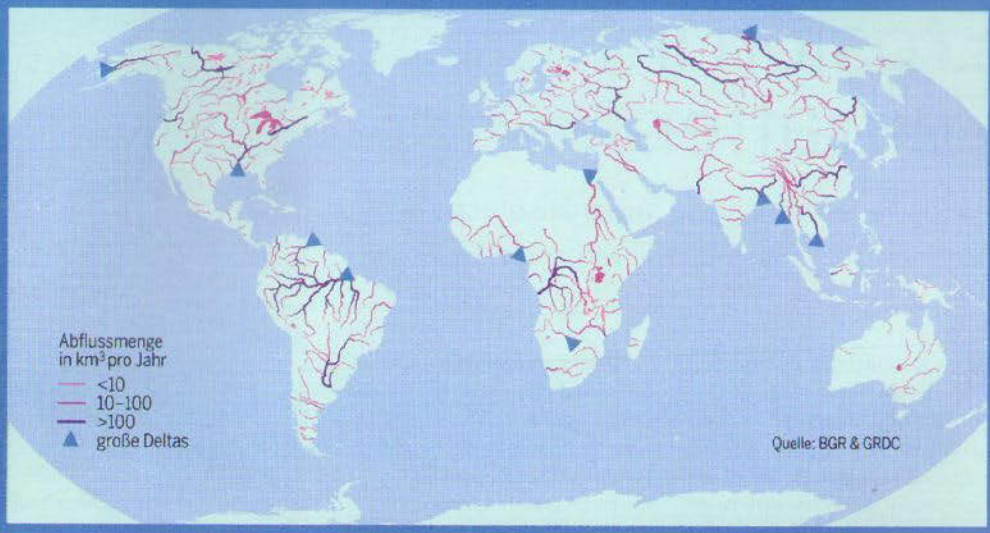 Abflussmenge
in km³ pro Jahr
<10
10–100
>100
große Deltas
Quelle: BGR & GRDC